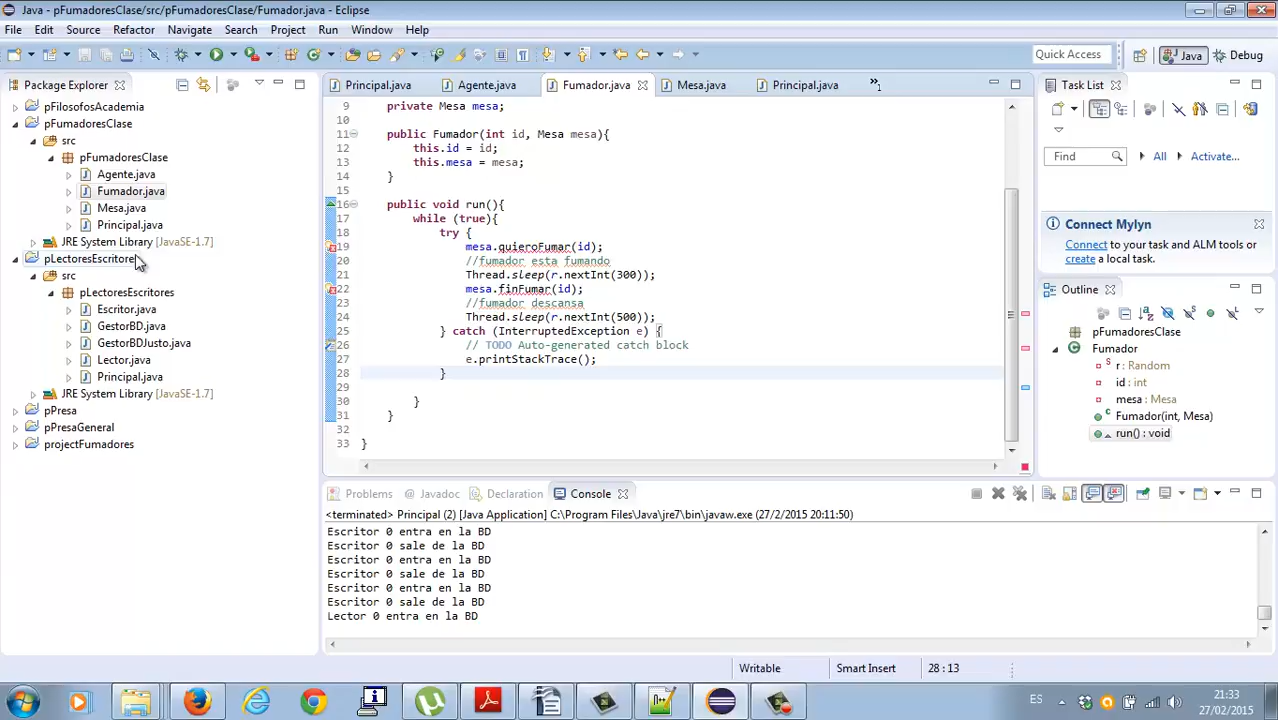 Java - pFumadoresClase/src/pFumadoresClase/Fumador.java - Eclipse
File Edit Source Refactor Navigate Search Project Run Window Help
Quick Access Java Debug
Package Explorer
pFilosofosAcademia
pFumadoresClase
src
pFumadoresClase
Agente.java
Fumador.java
Mesa.java
Principal.java
JRE System Library [JavaSE-1.7]
pLectoresEscritore
src
pLectoresEscritores
Escritor.java
GestorBD.java
GestorBDJusto.java
Lector.java
Principal.java
JRE System Library [JavaSE-1.7]
pPresa
pPresaGeneral
projectFumadores
Principal.java Agente.java Fumador.java Mesa.java Principal.java »1
9 private Mesa mesa;
10
11 public Fumador(int id, Mesa mesa){
12 this.id = id;
13 this.mesa = mesa;
14 }
15
16 public void run(){
17 while (true){
18 try {
19 mesa.quieroFumar(id);
20 //fumador esta fumando
21 Thread.sleep(r.nextInt(300));
22 mesa.finFumar(id);
23 //fumador descansa
24 Thread.sleep(r.nextInt(500));
25 } catch (InterruptedException e) {
26 // TODO Auto-generated catch block
27 e.printStackTrace();
28 }
29
30 }
31 }
32
33 }
Task List
Find All Activate...
Connect Mylyn
Connect to your task and ALM tools or
create a local task.
Outline
pFumadoresClase
Fumador
r : Random
id : int
mesa : Mesa
Fumador(int, Mesa)
run() : void
Problems Javadoc Declaration Console
<terminated> Principal (2) [Java Application] C:\Program Files\Java\jre7\bin\javaw.exe (27/2/2015 20:11:50)
Escritor 0 entra en la BD
Escritor 0 sale de la BD
Escritor 0 entra en la BD
Escritor 0 sale de la BD
Escritor 0 entra en la BD
Escritor 0 sale de la BD
Lector 0 entra en la BD
Writable Smart Insert 28 : 13
ES 21:33
27/02/2015